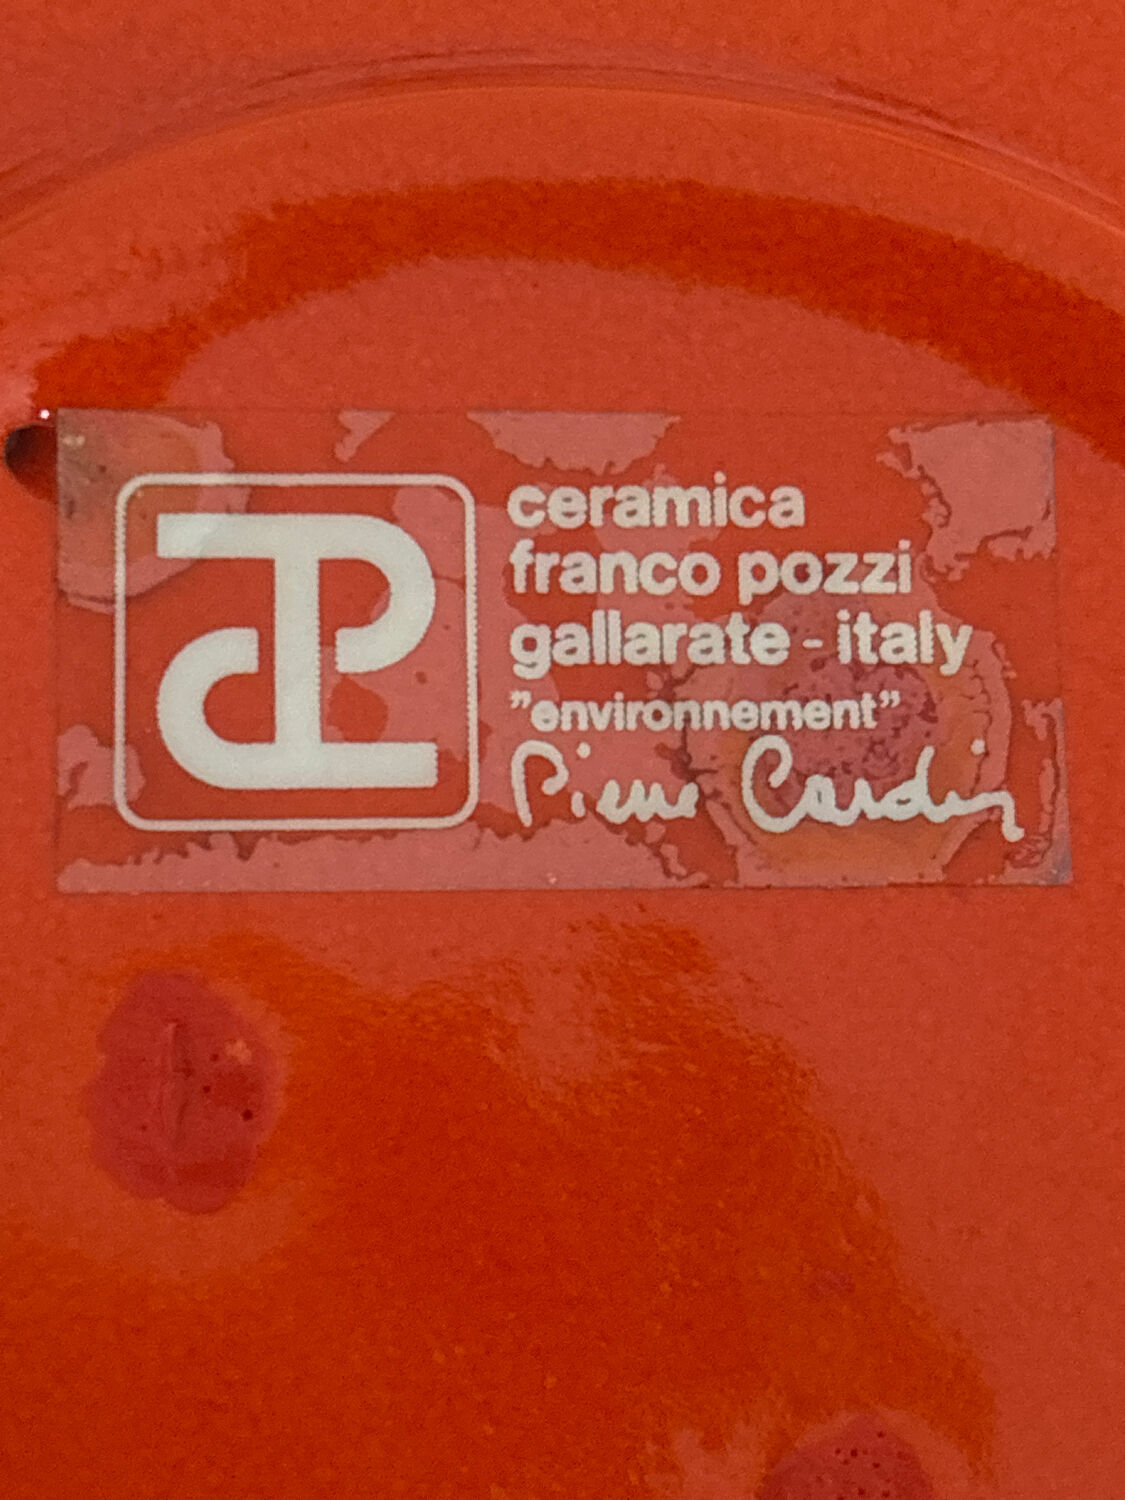 ceramica
franco pozzi
gallarate - italy
”environnement”
Pierre Cardin